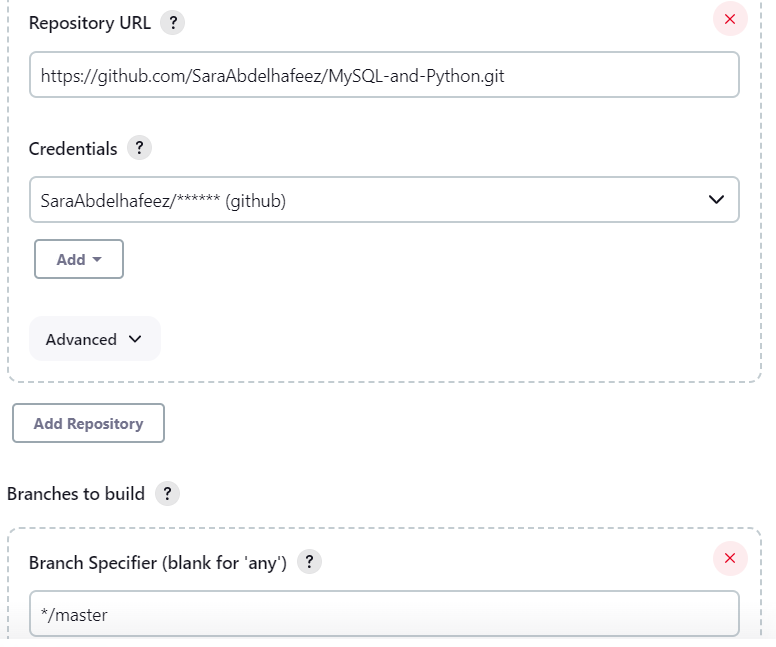 Repository URL ?
https://github.com/SaraAbdelhafeez/MySQL-and-Python.git
Credentials ?
SaraAbdelhafeez/****** (github)
Add
Advanced
Add Repository
Branches to build ?
Branch Specifier (blank for 'any') ?
*/master